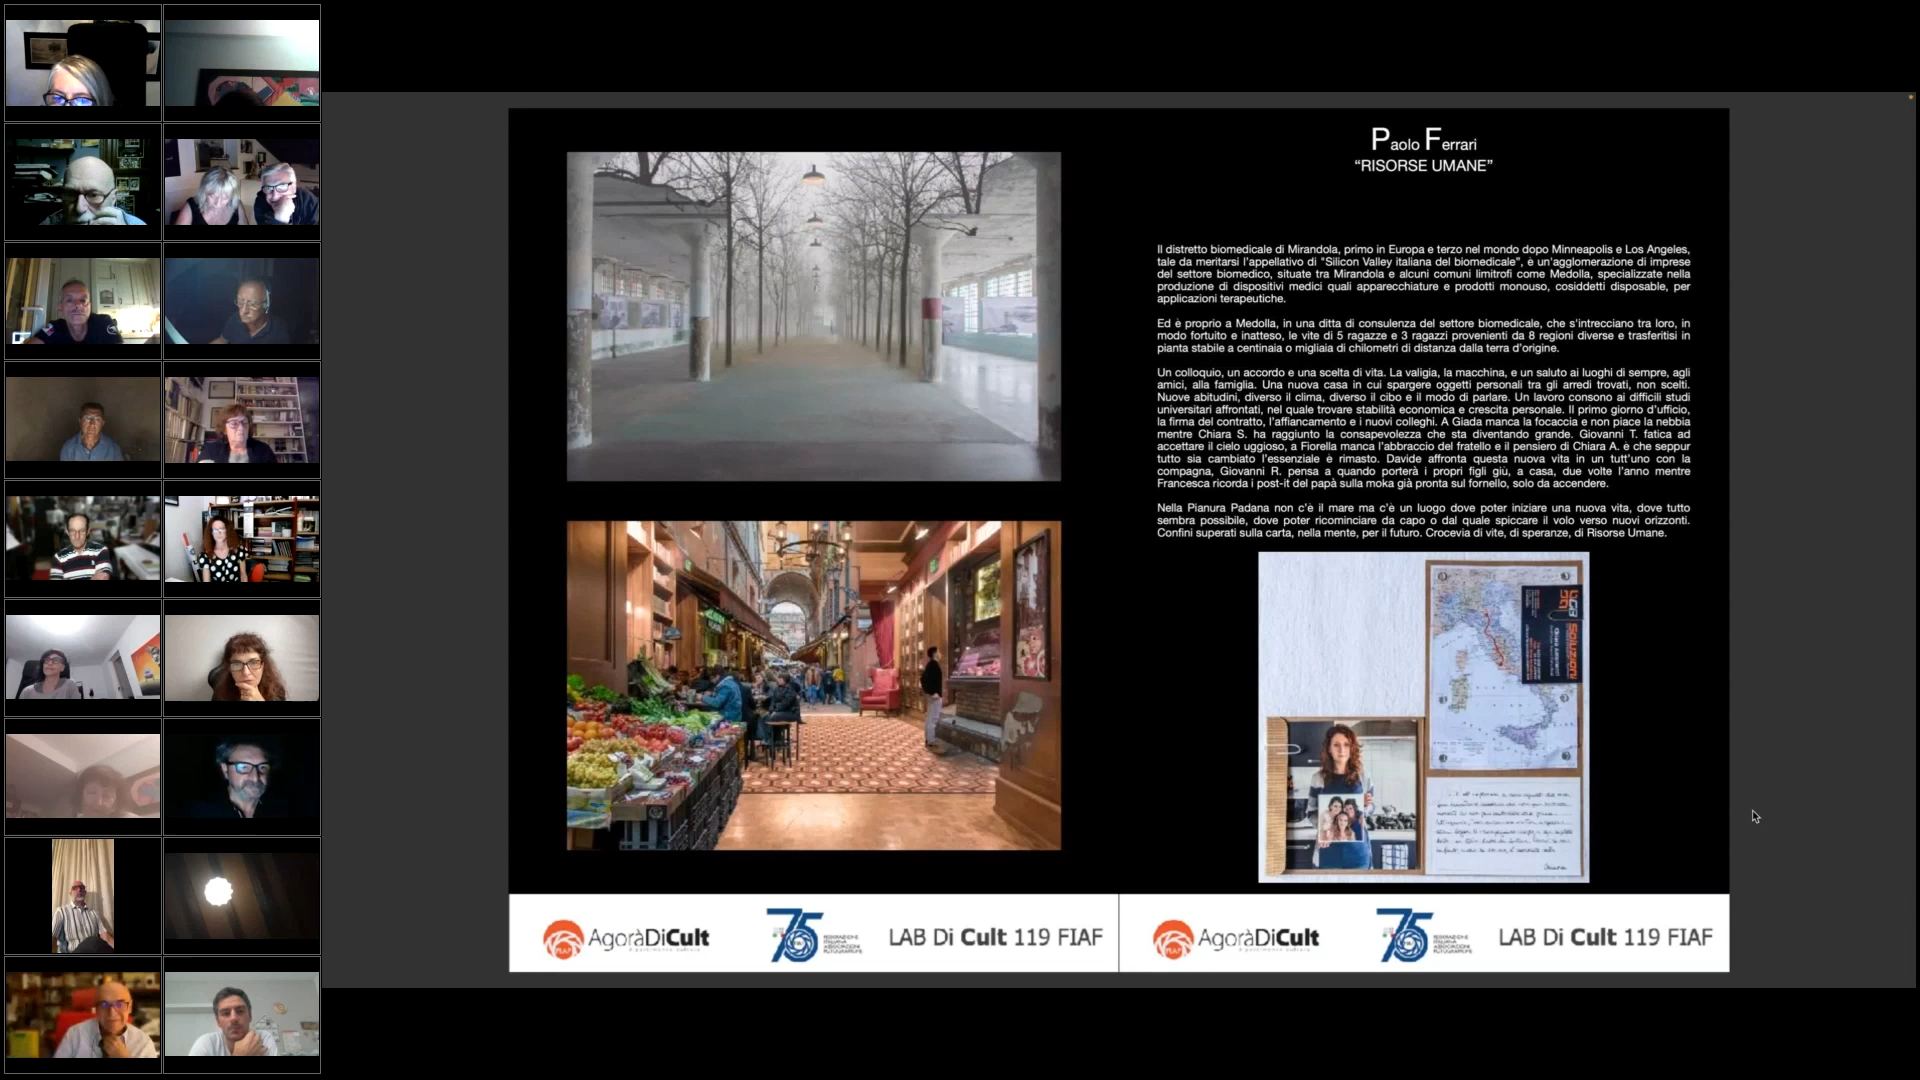 Paolo Ferrari
“RISORSE UMANE”
Il distretto biomedicale di Mirandola, primo in Europa e terzo nel mondo dopo Minneapolis e Los Angeles,
tale da meritarsi l’appellativo di "Silicon Valley italiana del biomedicale", è un'agglomerazione di imprese
del settore biomedico, situate tra Mirandola e alcuni comuni limitrofi come Medolla, specializzate nella
produzione di dispositivi medici quali apparecchiature e prodotti monouso, cosiddetti disposable, per
applicazioni terapeutiche.
Ed è proprio a Medolla, in una ditta di consulenza del settore biomedicale, che s’intrecciano tra loro, in
modo fortuito e inatteso, le vite di 5 ragazze e 3 ragazzi provenienti da 8 regioni diverse e trasferitisi in
pianta stabile a centinaia o migliaia di chilometri di distanza dalla terra d’origine.
Un colloquio, un accordo e una scelta di vita. La valigia, la macchina, e un saluto ai luoghi di sempre, agli
amici, alla famiglia. Una nuova casa in cui spargere oggetti personali tra gli arredi trovati, non scelti.
Nuove abitudini, diverso il clima, diverso il cibo e il modo di parlare. Un lavoro consono ai difficili studi
universitari affrontati, nel quale trovare stabilità economica e crescita personale. Il primo giorno d’ufficio,
la firma del contratto, l’affiancamento e i nuovi colleghi. A Giada manca la focaccia e non piace la nebbia
mentre Chiara S. ha raggiunto la consapevolezza che sta diventando grande. Giovanni T. fatica ad
accettare il cielo uggioso, a Fiorella manca l’abbraccio del fratello e il pensiero di Chiara A. è che seppur
tutto sia cambiato l’essenziale è rimasto. Davide affronta questa nuova vita in un tutt’uno con la
compagna, Giovanni R. pensa a quando porterà i propri figli giù, a casa, due volte l’anno mentre
Francesca ricorda i post-it del papà sulla moka già pronta sul fornello, solo da accendere.
Nella Pianura Padana non c’è il mare ma c’è un luogo dove poter iniziare una nuova vita, dove tutto
sembra possibile, dove poter ricominciare da capo o dal quale spiccare il volo verso nuovi orizzonti.
Confini superati sulla carta, nella mente, per il futuro. Crocevia di vite, di speranze, di Risorse Umane.
Soluzioni
AgoràDiCult
75
FEDERAZIONE
ITALIANA
ASSOCIAZIONI
FOTOGRAFICHE
LAB Di Cult 119 FIAF
AgoràDiCult
75
FEDERAZIONE
ITALIANA
ASSOCIAZIONI
FOTOGRAFICHE
LAB Di Cult 119 FIAF